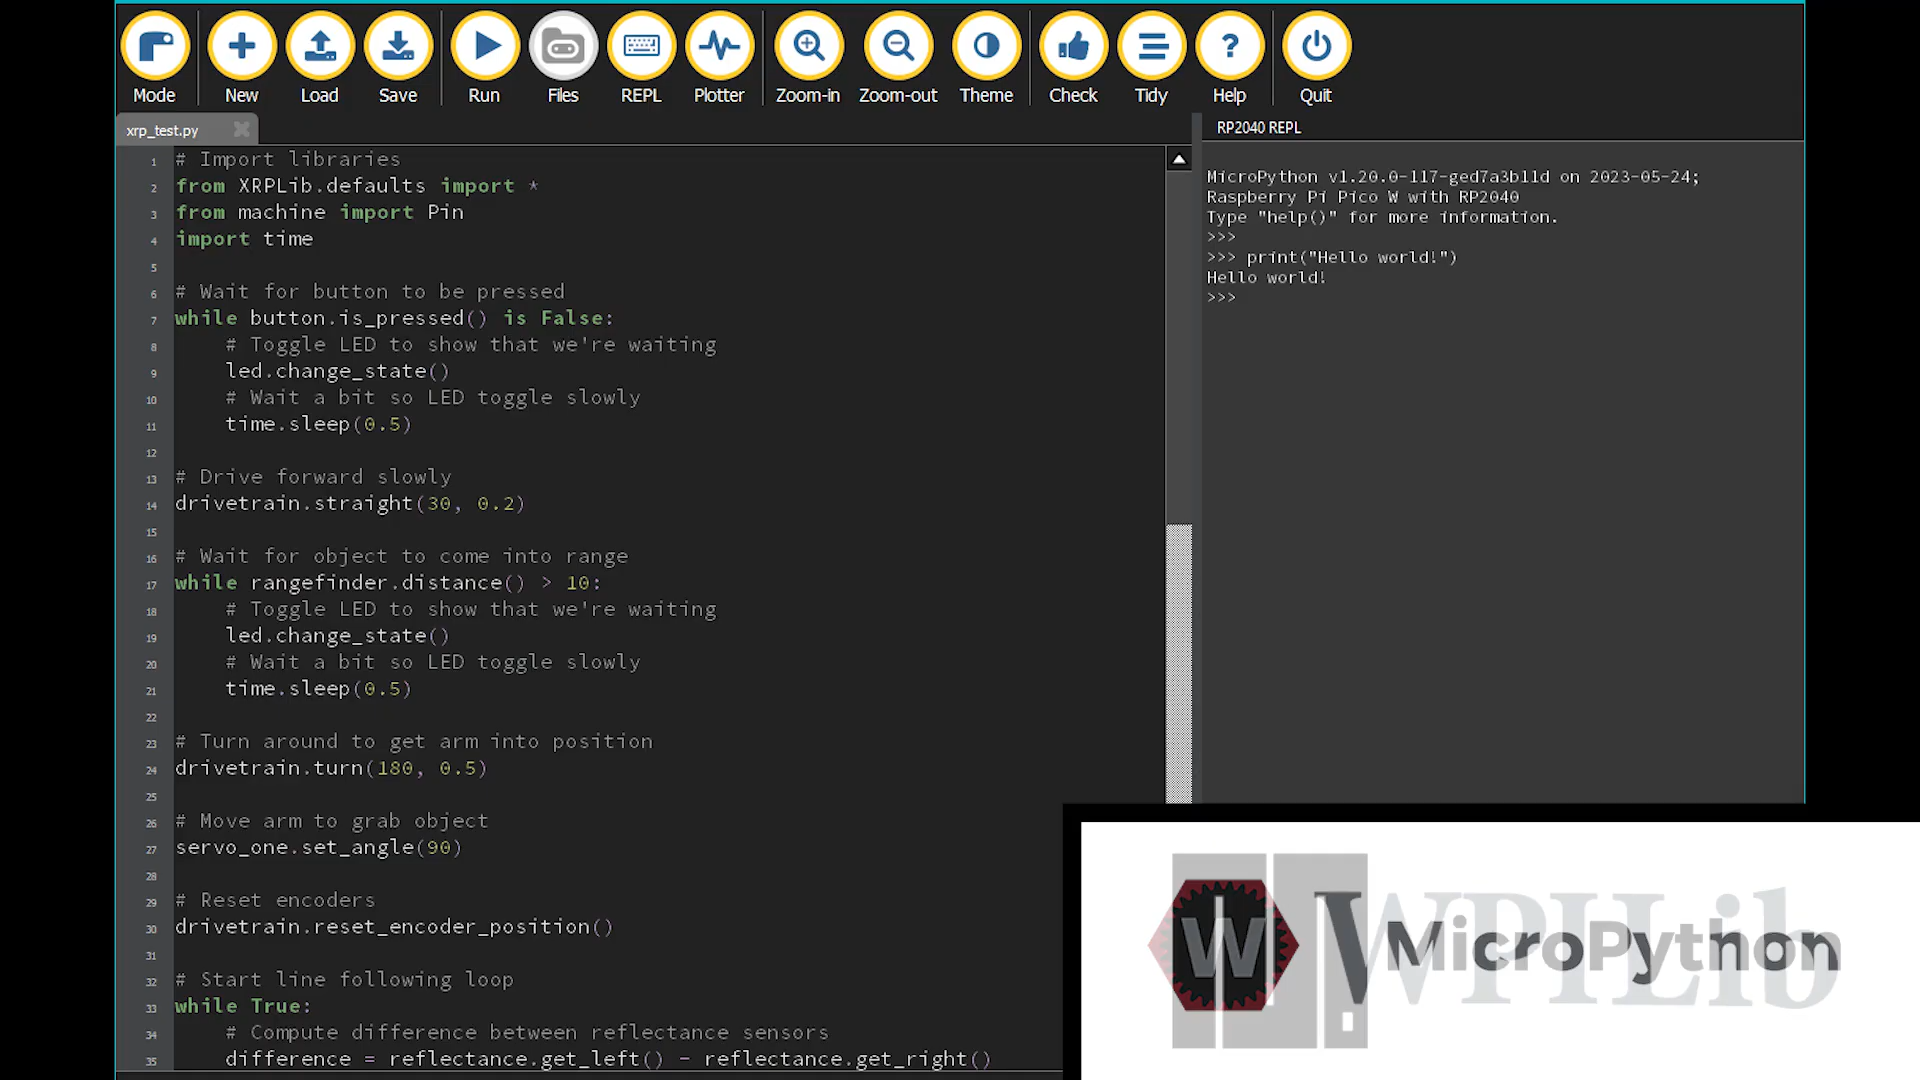 Mode New Load Save Run Files REPL Plotter Zoom-in Zoom-out Theme Check Tidy Help Quit
xrp_test.py
1 # Import libraries
2 from XRPLib.defaults import *
3 from machine import Pin
4 import time
5
6 # Wait for button to be pressed
7 while button.is_pressed() is False:
8     # Toggle LED to show that we're waiting
9     led.change_state()
10     # Wait a bit so LED toggle slowly
11     time.sleep(0.5)
12
13 # Drive forward slowly
14 drivetrain.straight(30, 0.2)
15
16 # Wait for object to come into range
17 while rangefinder.distance() > 10:
18     # Toggle LED to show that we're waiting
19     led.change_state()
20     # Wait a bit so LED toggle slowly
21     time.sleep(0.5)
22
23 # Turn around to get arm into position
24 drivetrain.turn(180, 0.5)
25
26 # Move arm to grab object
27 servo_one.set_angle(90)
28
29 # Reset encoders
30 drivetrain.reset_encoder_position()
31
32 # Start line following loop
33 while True:
34     # Compute difference between reflectance sensors
35     difference = reflectance.get_left() - reflectance.get_right()
RP2040 REPL
MicroPython v1.20.0-117-ged7a3b11d on 2023-05-24;
Raspberry Pi Pico W with RP2040
Type "help()" for more information.
>>>
>>> print("Hello world!")
Hello world!
>>>
W
WPILib
MicroPython